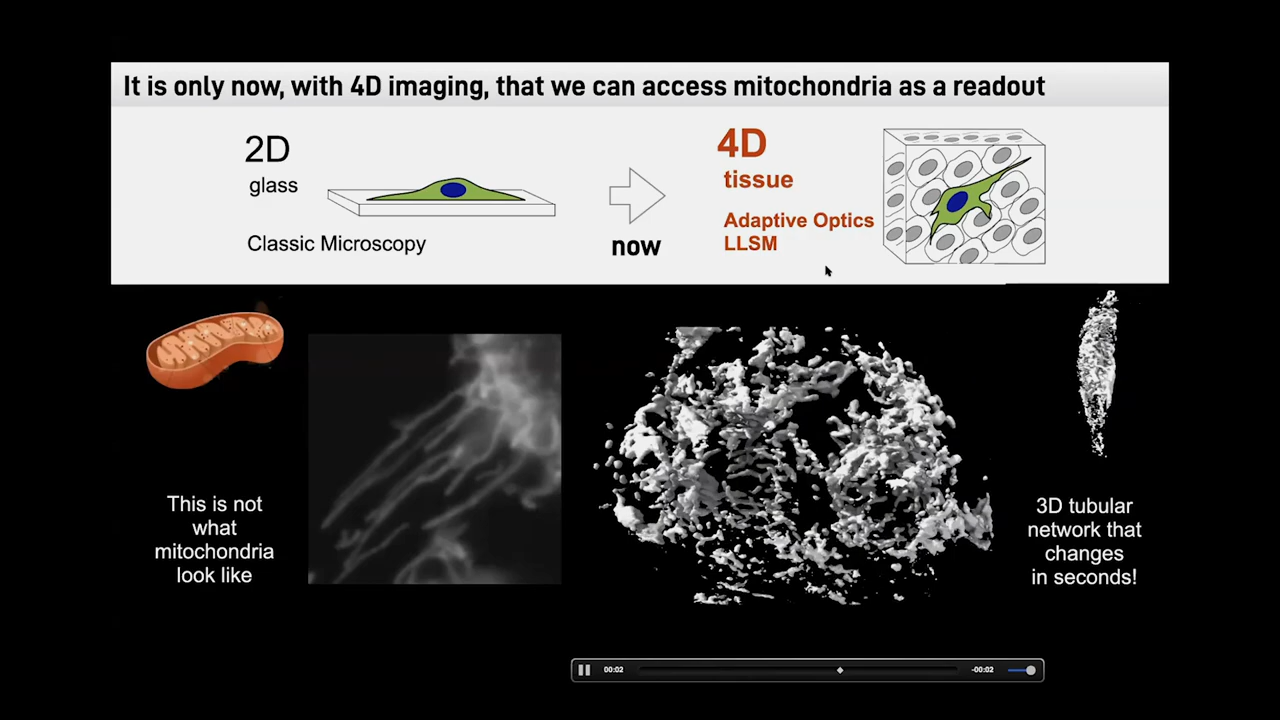 It is only now, with 4D imaging, that we can access mitochondria as a readout
2D
glass
Classic Microscopy
now
4D
tissue
Adaptive Optics
LLSM
This is not
what
mitochondria
look like
3D tubular
network that
changes
in seconds!
00:02
-00:02